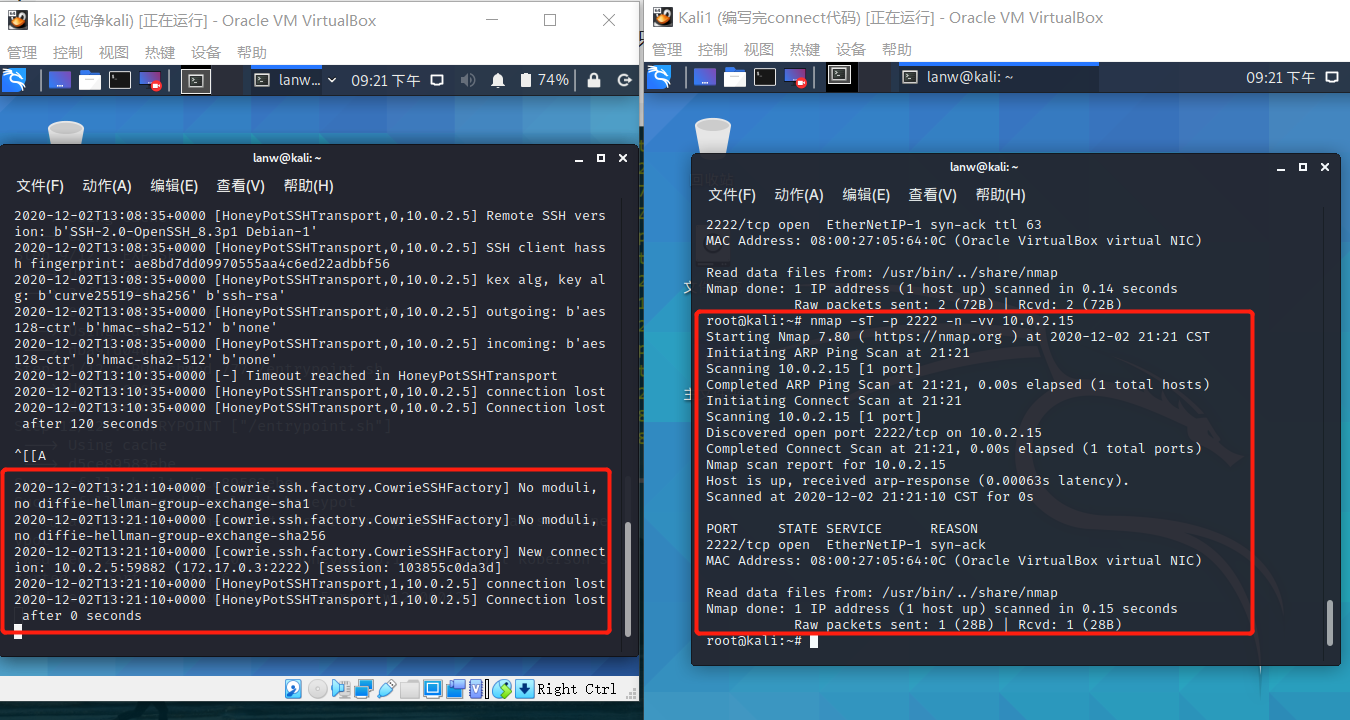 kali2 (纯净kali) [正在运行] - Oracle VM VirtualBox
管理 控制 视图 热键 设备 帮助
lanw... 09:21 下午 74%
lanw@kali: ~
文件(F) 动作(A) 编辑(E) 查看(V) 帮助(H)
2020-12-02T13:08:35+0000 [HoneyPotSSHTransport,0,10.0.2.5] Remote SSH vers
ion: b'SSH-2.0-OpenSSH_8.3p1 Debian-1'
2020-12-02T13:08:35+0000 [HoneyPotSSHTransport,0,10.0.2.5] SSH client hass
h fingerprint: ae8bd7dd09970555aa4c6ed22adbbf56
2020-12-02T13:08:35+0000 [HoneyPotSSHTransport,0,10.0.2.5] kex alg, key al
g: b'curve25519-sha256' b'ssh-rsa'
2020-12-02T13:08:35+0000 [HoneyPotSSHTransport,0,10.0.2.5] outgoing: b'aes
128-ctr' b'hmac-sha2-512' b'none'
2020-12-02T13:08:35+0000 [HoneyPotSSHTransport,0,10.0.2.5] incoming: b'aes
128-ctr' b'hmac-sha2-512' b'none'
2020-12-02T13:10:35+0000 [-] Timeout reached in HoneyPotSSHTransport
2020-12-02T13:10:35+0000 [HoneyPotSSHTransport,0,10.0.2.5] connection lost
2020-12-02T13:10:35+0000 [HoneyPotSSHTransport,0,10.0.2.5] Connection lost
after 120 seconds
^[[A
2020-12-02T13:21:10+0000 [cowrie.ssh.factory.CowrieSSHFactory] No moduli,
no diffie-hellman-group-exchange-sha1
2020-12-02T13:21:10+0000 [cowrie.ssh.factory.CowrieSSHFactory] No moduli,
no diffie-hellman-group-exchange-sha256
2020-12-02T13:21:10+0000 [cowrie.ssh.factory.CowrieSSHFactory] New connect
ion: 10.0.2.5:59882 (172.17.0.3:2222) [session: 103855c0da3d]
2020-12-02T13:21:10+0000 [HoneyPotSSHTransport,1,10.0.2.5] connection lost
2020-12-02T13:21:10+0000 [HoneyPotSSHTransport,1,10.0.2.5] Connection lost
after 0 seconds
Right Ctrl
Kali1 (编写完connect代码) [正在运行] - Oracle VM VirtualBox
管理 控制 视图 热键 设备 帮助
lanw@kali: ~ 09:21 下午
lanw@kali: ~
文件(F) 动作(A) 编辑(E) 查看(V) 帮助(H)
2222/tcp open  EtherNetIP-1 syn-ack ttl 63
MAC Address: 08:00:27:05:64:0C (Oracle VirtualBox virtual NIC)
Read data files from: /usr/bin/../share/nmap
Nmap done: 1 IP address (1 host up) scanned in 0.14 seconds
Raw packets sent: 2 (72B) | Rcvd: 2 (72B)
root@kali:~# nmap -sT -p 2222 -n -vv 10.0.2.15
Starting Nmap 7.80 ( https://nmap.org ) at 2020-12-02 21:21 CST
Initiating ARP Ping Scan at 21:21
Scanning 10.0.2.15 [1 port]
Completed ARP Ping Scan at 21:21, 0.00s elapsed (1 total hosts)
Initiating Connect Scan at 21:21
Scanning 10.0.2.15 [1 port]
Discovered open port 2222/tcp on 10.0.2.15
Completed Connect Scan at 21:21, 0.00s elapsed (1 total ports)
Nmap scan report for 10.0.2.15
Host is up, received arp-response (0.00063s latency).
Scanned at 2020-12-02 21:21:10 CST for 0s
PORT     STATE SERVICE      REASON
2222/tcp open  EtherNetIP-1 syn-ack
MAC Address: 08:00:27:05:64:0C (Oracle VirtualBox virtual NIC)
Read data files from: /usr/bin/../share/nmap
Nmap done: 1 IP address (1 host up) scanned in 0.15 seconds
Raw packets sent: 1 (28B) | Rcvd: 1 (28B)
root@kali:~#